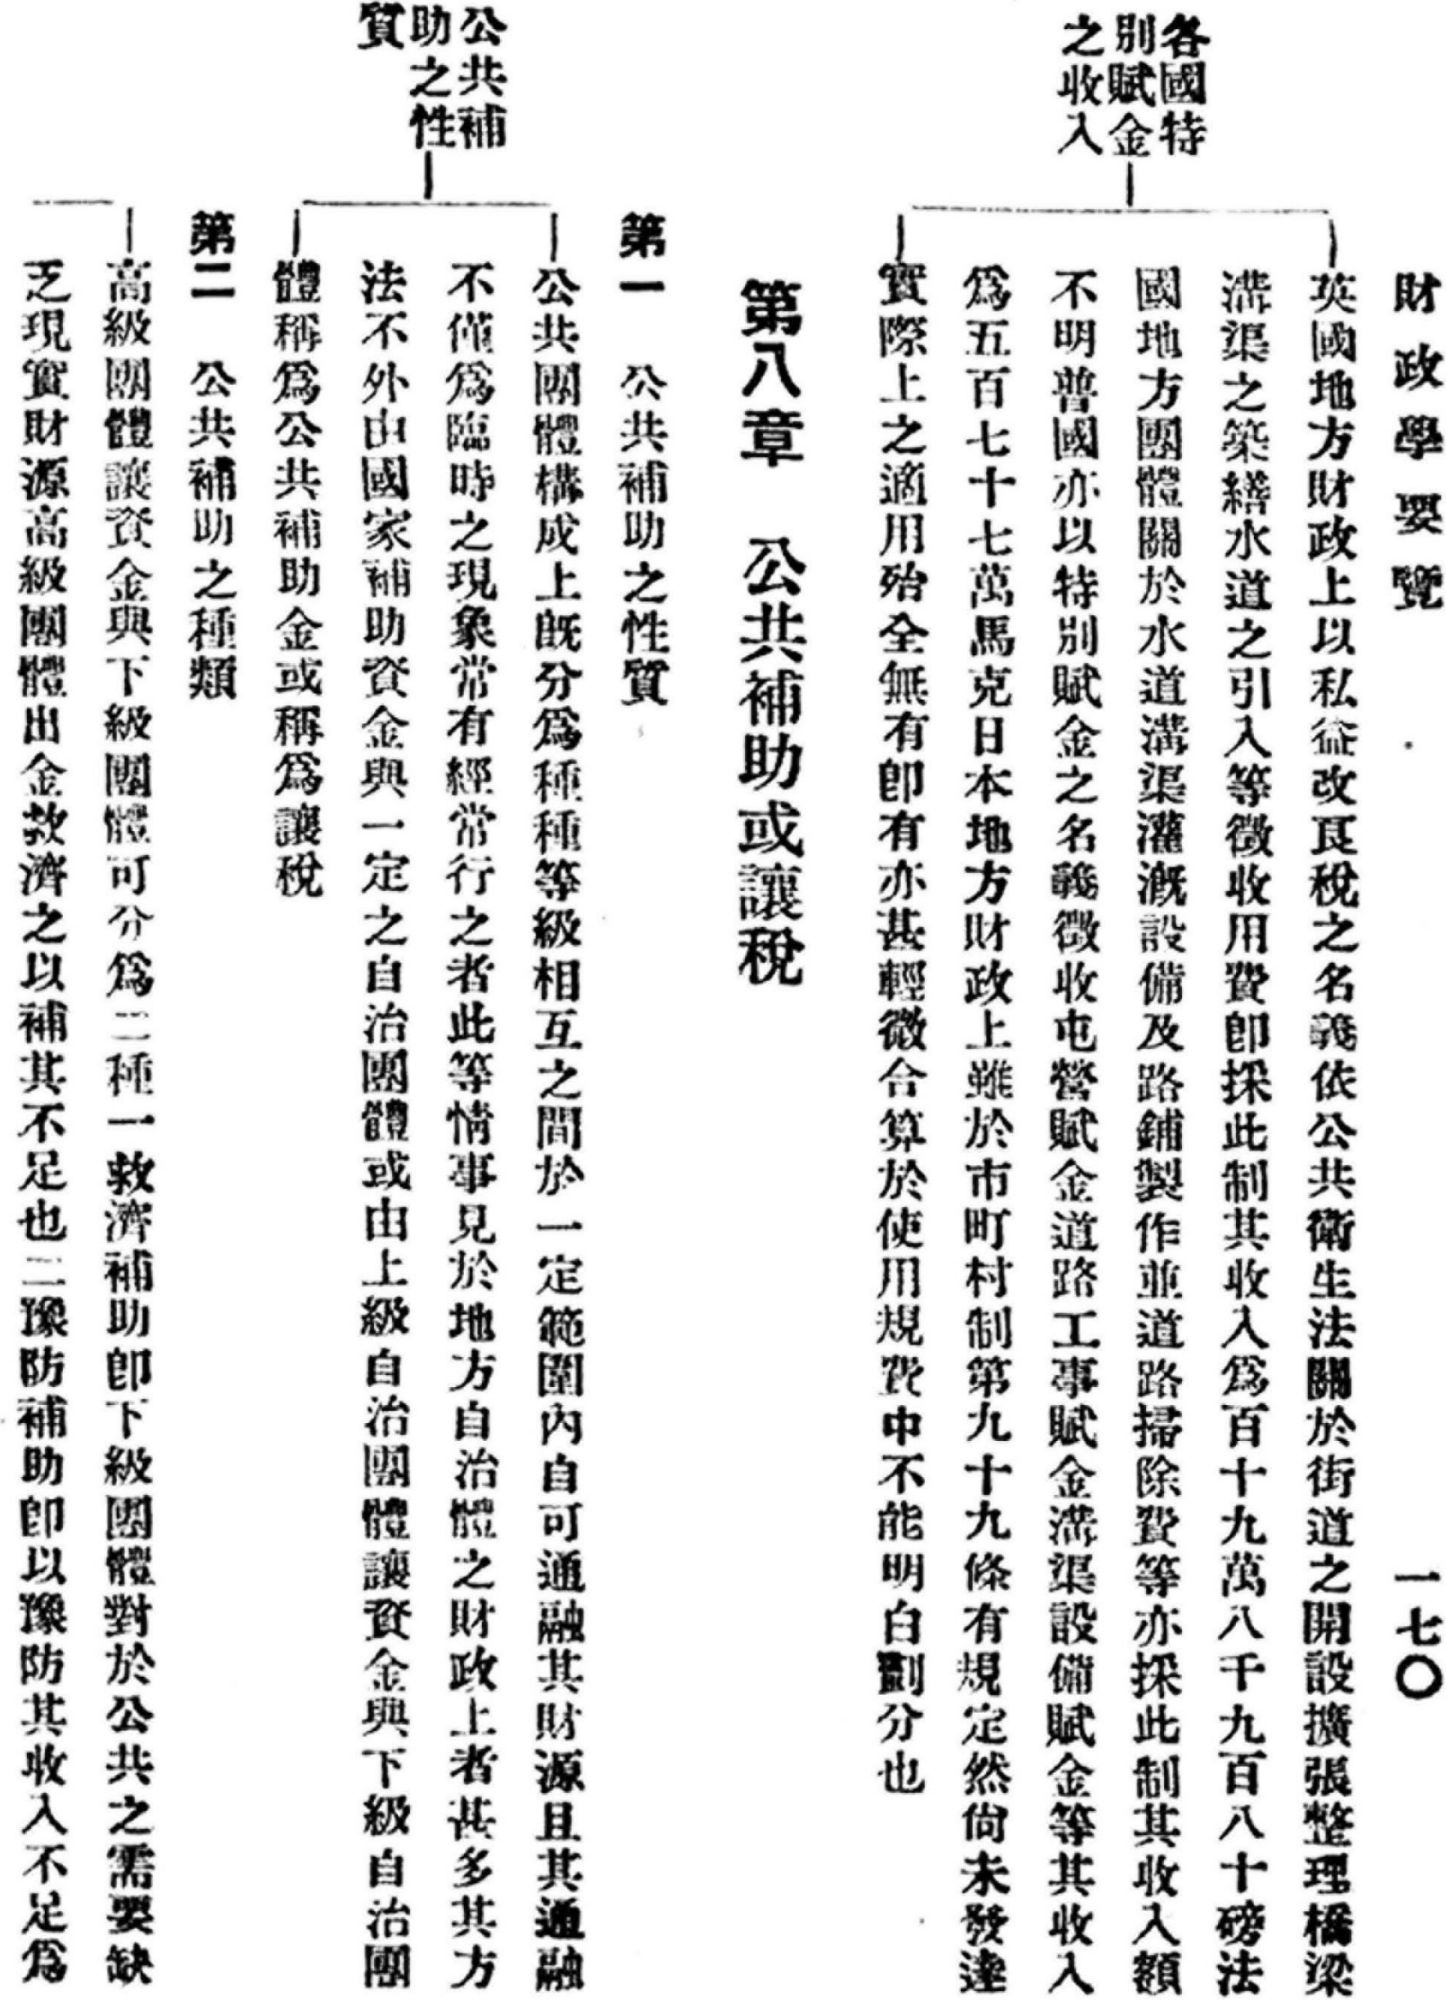 財政學要覽
一七〇
各國特
別賦金
之收入
英國地方財政上以私益改良稅之名義依公共衛生法關於街道之開設擴張整理橋梁
溝渠之築繕水道之引入等徵收用費卽採此制其收入爲百十九萬八千九百八十磅法
國地方團體關於水道溝渠灌漑設備及路鋪製作並道路掃除費等亦採此制其收入額
不明普國亦以特別賦金之名義徵收屯營賦金道路工事賦金溝渠設備賦金等其收入
爲五百七十七萬馬克日本地方財政上雖於市町村制第九十九條有規定然尙未發達
實際上之適用殆全無有卽有亦甚輕微合算於使用規費中不能明白劃分也
第八章　公共補助或讓稅
第一　公共補助之性質
公共補
助之性
質
公共團體構成上旣分爲種種等級相互之間於一定範圍內自可通融其財源且其通融
不僅爲臨時之現象常有經常行之者此等情事見於地方自治體之財政上者甚多其方
法不外由國家補助資金與一定之自治團體或由上級自治團體讓資金與下級自治團
體稱爲公共補助金或稱爲讓稅
第二　公共補助之種類
高級團體讓資金與下級團體可分爲二種一救濟補助卽下級團體對於公共之需要缺
乏現實財源高級團體出金救濟之以補其不足也二豫防補助卽以豫防其收入不足爲